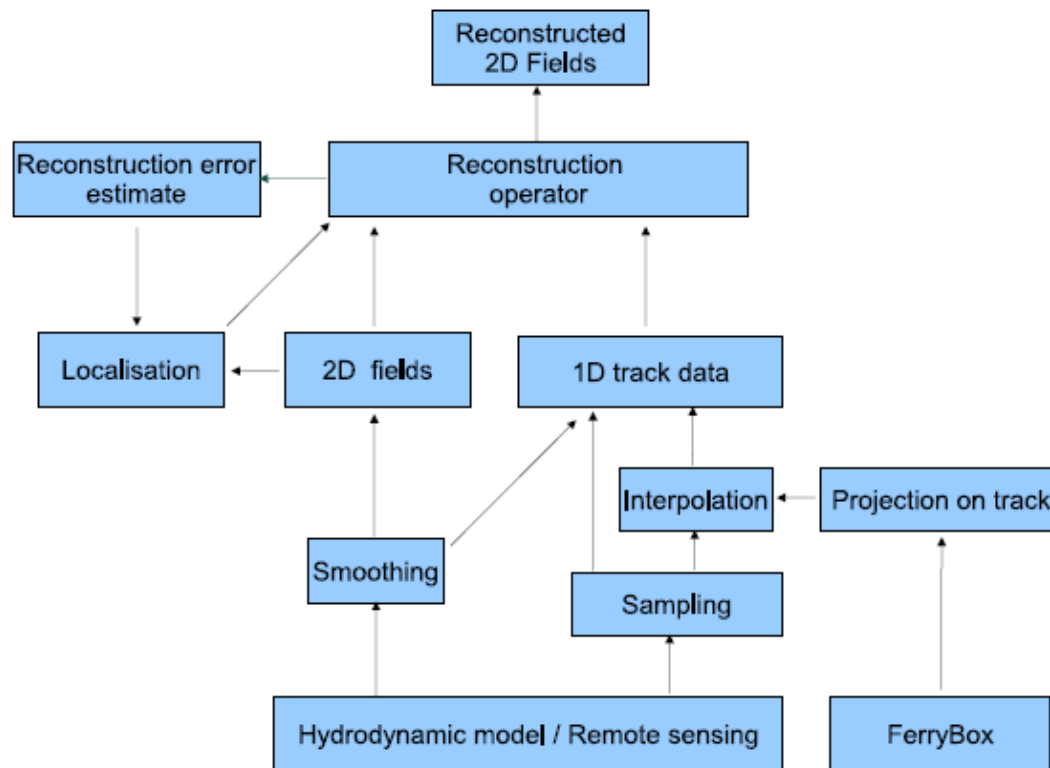 Reconstructed
2D Fields
Reconstruction error
estimate
Reconstruction
operator
Localisation
2D fields
1D track data
Interpolation
Projection on track
Smoothing
Sampling
Hydrodynamic model / Remote sensing
FerryBox